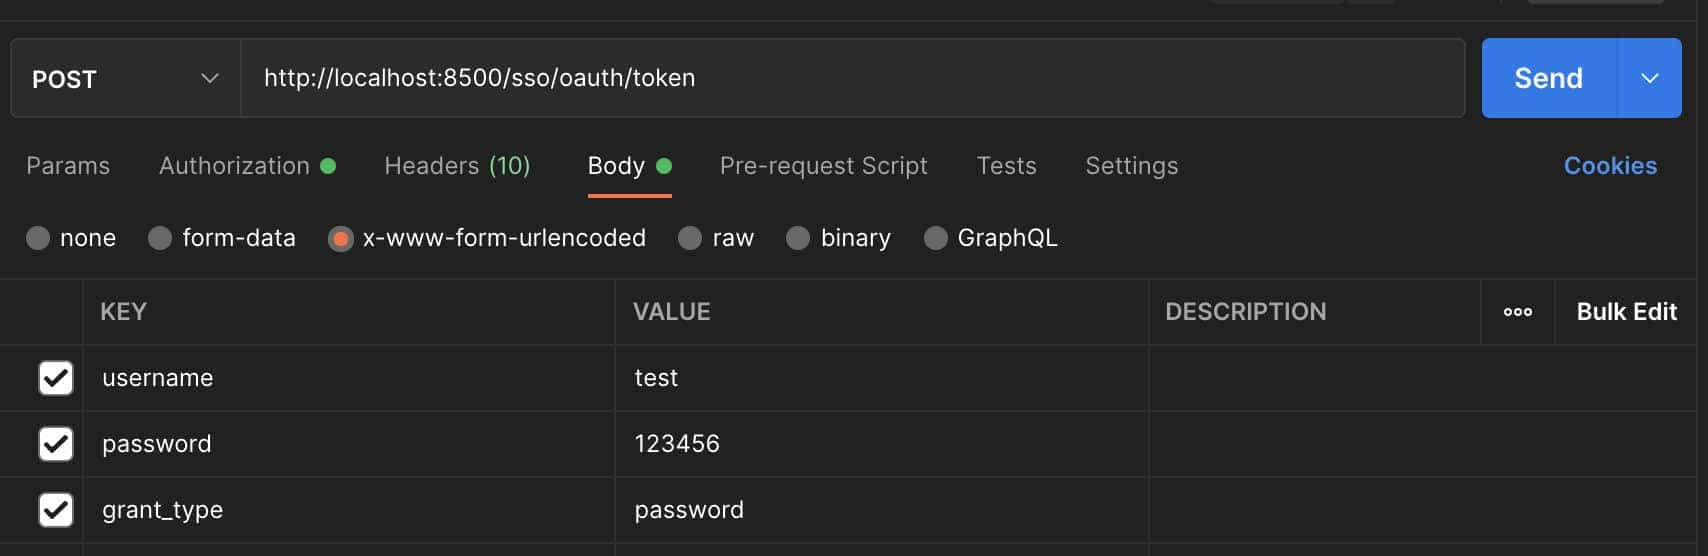 POST http://localhost:8500/sso/oauth/token Send
Params Authorization Headers (10) Body Pre-request Script Tests Settings Cookies
none form-data x-www-form-urlencoded raw binary GraphQL
KEY VALUE DESCRIPTION Bulk Edit
username test
password 123456
grant_type password